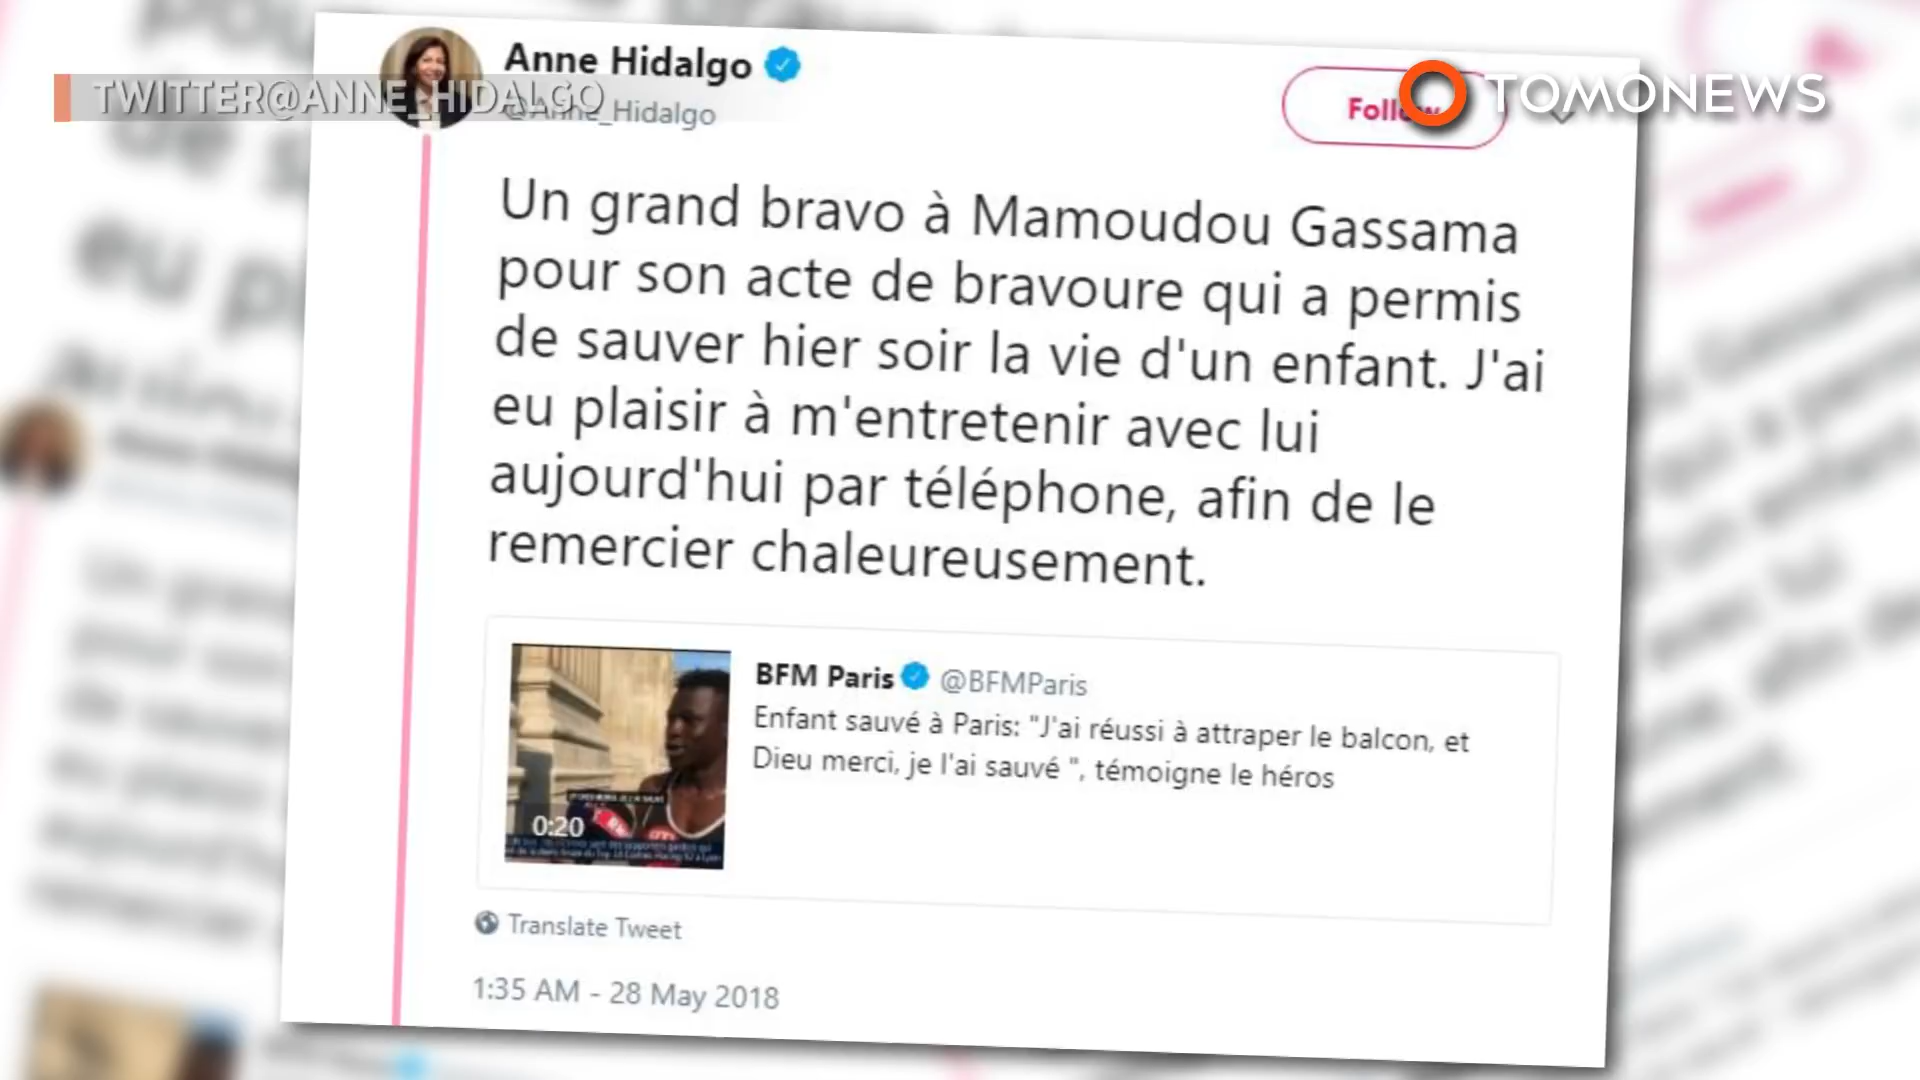 Anne Hidalgo
TWITTER@ANNE_HIDALGO
@Anne_Hidalgo
Follow
TOMONEWS
Un grand bravo à Mamoudou Gassama
pour son acte de bravoure qui a permis
de sauver hier soir la vie d'un enfant. J'ai
eu plaisir à m'entretenir avec lui
aujourd'hui par téléphone, afin de le
remercier chaleureusement.
BFM Paris @BFMParis
Enfant sauvé à Paris: "J'ai réussi à attraper le balcon, et
Dieu merci, je l'ai sauvé ", témoigne le héros
0:20
Translate Tweet
1:35 AM - 28 May 2018